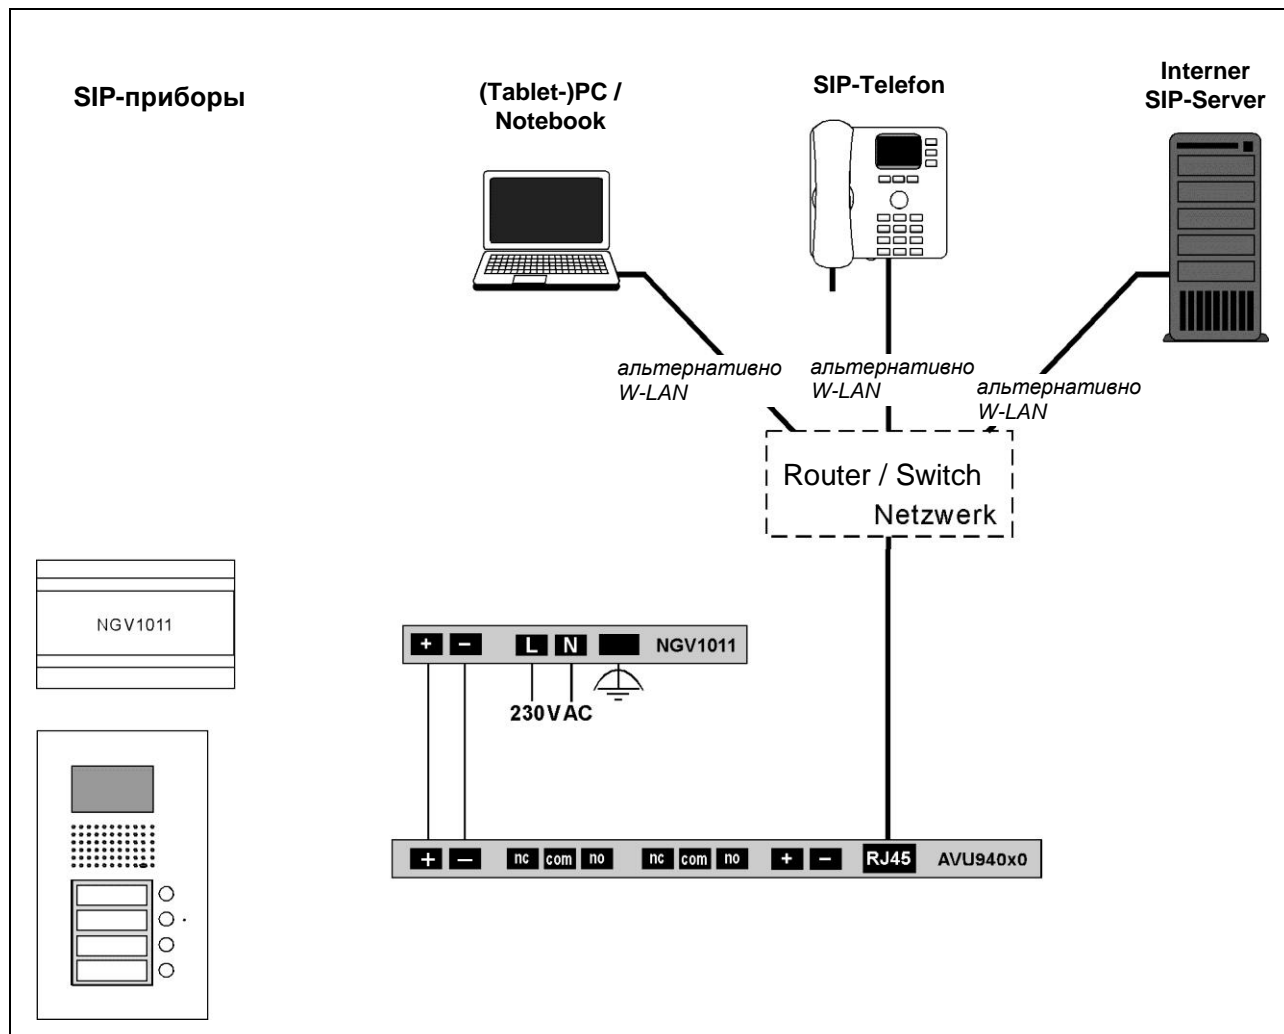 SIP-приборы
(Tablet-)PC /
Notebook
SIP-Telefon
Interner
SIP-Server
альтернативно
W-LAN
альтернативно
W-LAN
альтернативно
W-LAN
Router / Switch
Netzwerk
NGV1011
+ − L N NGV1011
230VAC
+ − nc com no nc com no + − RJ45 AVU940x0